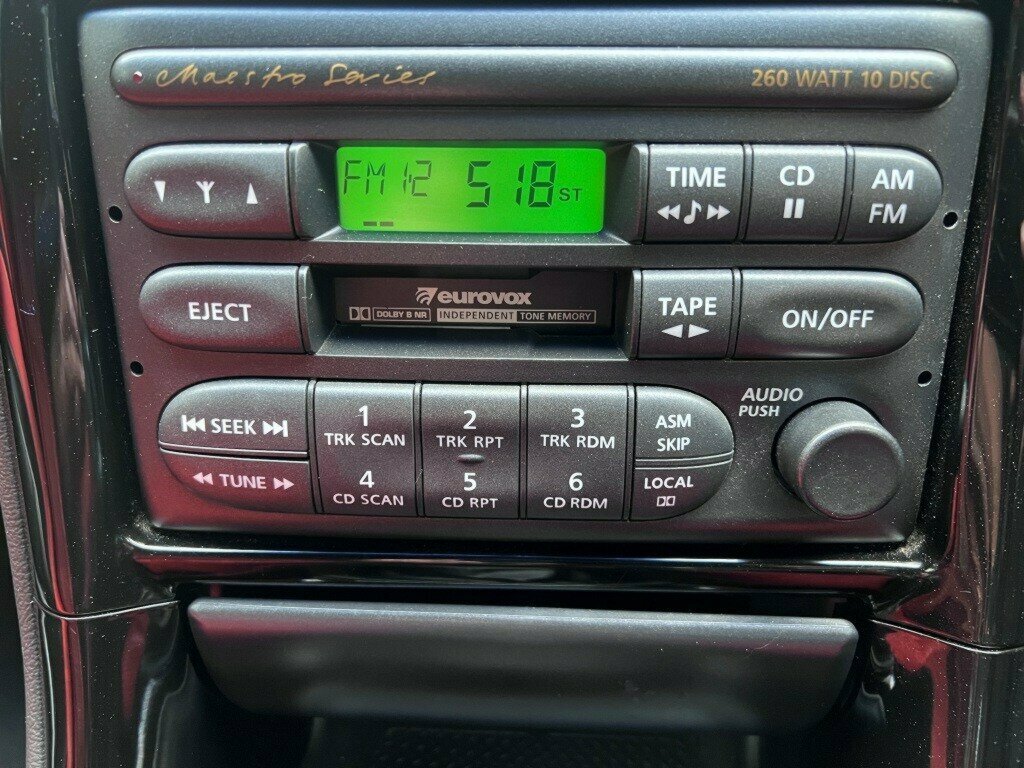 Maestro Series
260 WATT 10 DISC
FM 1-2 518 ST
TIME
CD
AM
FM
EJECT
eurovox
DOLBY B NR INDEPENDENT TONE MEMORY
TAPE
ON/OFF
SEEK
TUNE
1
TRK SCAN
4
CD SCAN
2
TRK RPT
5
CD RPT
3
TRK RDM
6
CD RDM
ASM
SKIP
LOCAL
AUDIO
PUSH